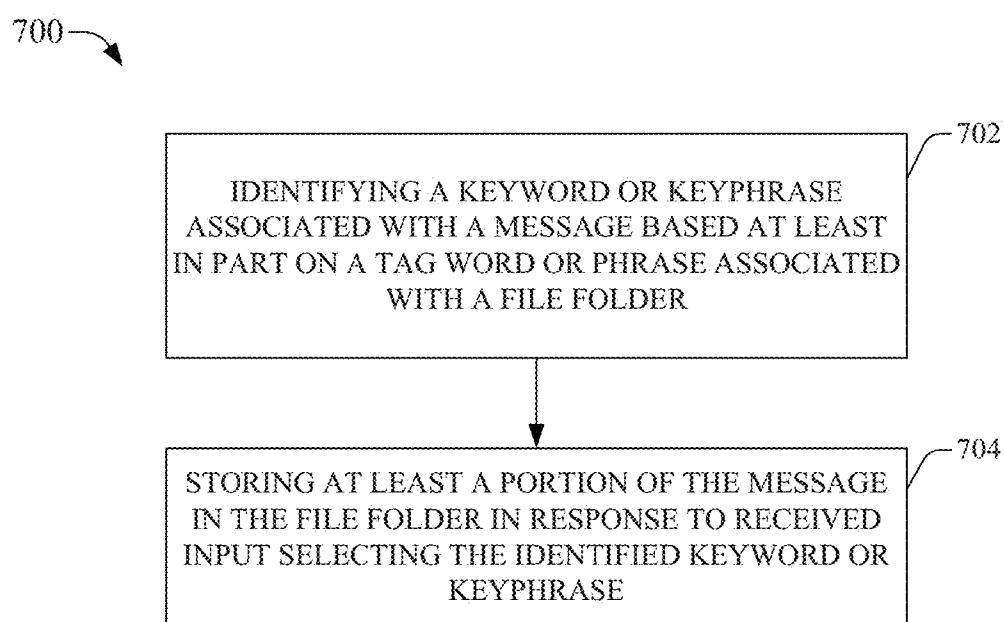 700
702
IDENTIFYING A KEYWORD OR KEYPHRASE
ASSOCIATED WITH A MESSAGE BASED AT LEAST
IN PART ON A TAG WORD OR PHRASE ASSOCIATED
WITH A FILE FOLDER
704
STORING AT LEAST A PORTION OF THE MESSAGE
IN THE FILE FOLDER IN RESPONSE TO RECEIVED
INPUT SELECTING THE IDENTIFIED KEYWORD OR
KEYPHRASE